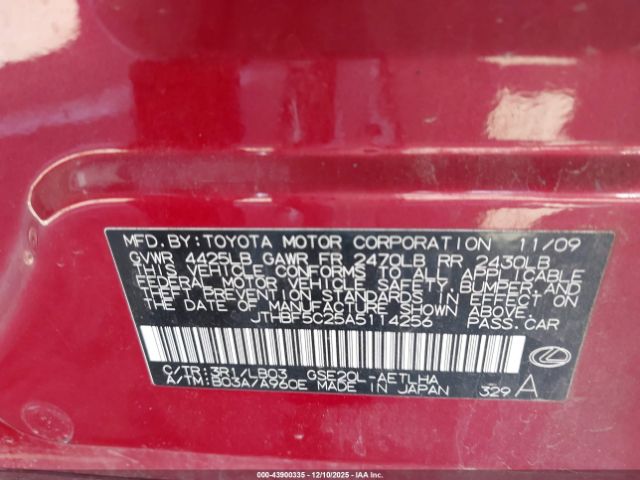 MFD.BY:TOYOTA MOTOR CORPORATION 11/09
GVWR 4425LB GAWR FR 2470LB RR 2430LB
THIS VEHICLE CONFORMS TO ALL APPLICABLE
FEDERAL MOTOR VEHICLE SAFETY, BUMPER AND
THEFT PREVENTION STANDARDS IN EFFECT ON
THE DATE OF MANUFACTURE SHOWN ABOVE.
JTHBF5C25A5114256 PASS.CAR
C/TR:3R1/LB03 GSE20L-AETLHA
A/TM:B03A/A960E MADE IN JAPAN 329 A
000-43900335 - 12/10/2025 - IAAI.COM